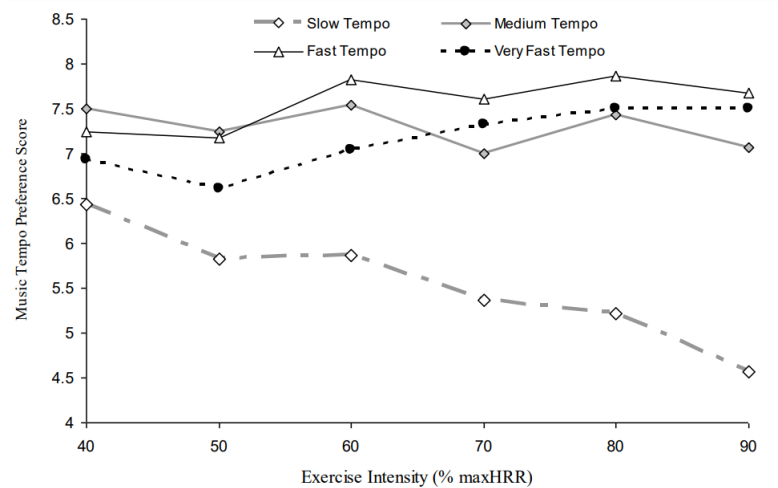 Slow Tempo Medium Tempo
Fast Tempo Very Fast Tempo
8.5
8
7.5
7
6.5
6
5.5
5
4.5
4
Music Tempo Preference Score
40 50 60 70 80 90
Exercise Intensity (% maxHRR)